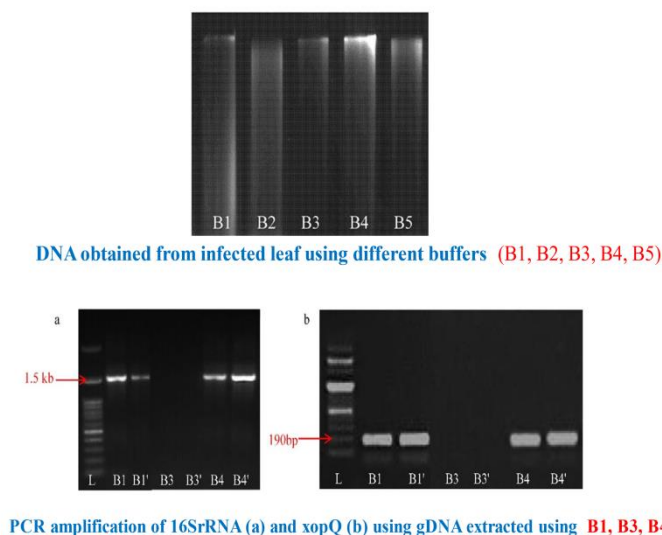 B1 B2 B3 B4 B5
DNA obtained from infected leaf using different buffers (B1, B2, B3, B4, B5)
a b
1.5 kb
190bp
L B1 B1' B3 B3' B4 B4' L B1 B1' B3 B3' B4 B4'
PCR amplification of 16SrRNA (a) and xopQ (b) using gDNA extracted using B1, B3, B4